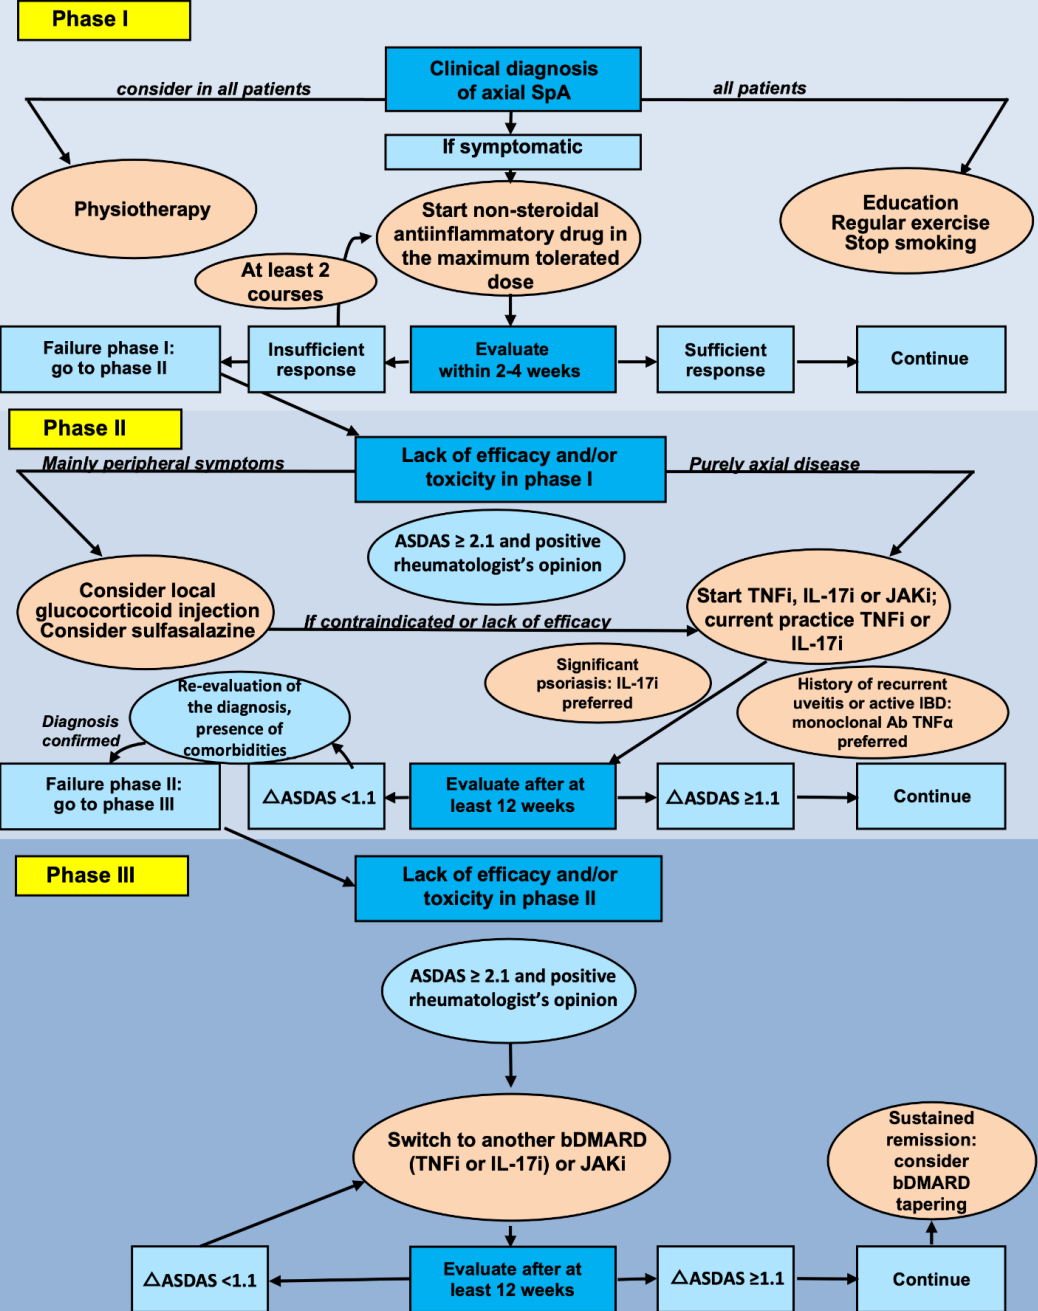 Phase I
Clinical diagnosis
of axial SpA
consider in all patients
all patients
If symptomatic
Physiotherapy
Start non-steroidal
antiinflammatory drug in
the maximum tolerated
dose
Education
Regular exercise
Stop smoking
At least 2
courses
Failure phase I:
go to phase II
Insufficient
response
Evaluate
within 2-4 weeks
Sufficient
response
Continue
Phase II
Lack of efficacy and/or
toxicity in phase I
Mainly peripheral symptoms
Purely axial disease
ASDAS ≥ 2.1 and positive
rheumatologist's opinion
Consider local
glucocorticoid injection
Consider sulfasalazine
If contraindicated or lack of efficacy
Start TNFi, IL-17i or JAKi;
current practice TNFi or
IL-17i
Significant
psoriasis: IL-17i
preferred
History of recurrent
uveitis or active IBD:
monoclonal Ab TNFα
preferred
Re-evaluation of
the diagnosis,
presence of
comorbidities
Diagnosis
confirmed
Failure phase II:
go to phase III
△ASDAS <1.1
Evaluate after at
least 12 weeks
△ASDAS ≥1.1
Continue
Phase III
Lack of efficacy and/or
toxicity in phase II
ASDAS ≥ 2.1 and positive
rheumatologist's opinion
Switch to another bDMARD
(TNFi or IL-17i) or JAKi
Sustained
remission:
consider
bDMARD
tapering
△ASDAS <1.1
Evaluate after at
least 12 weeks
△ASDAS ≥1.1
Continue